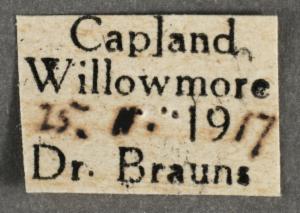 Capland
Willowmore
25. 1917
Dr. Brauns